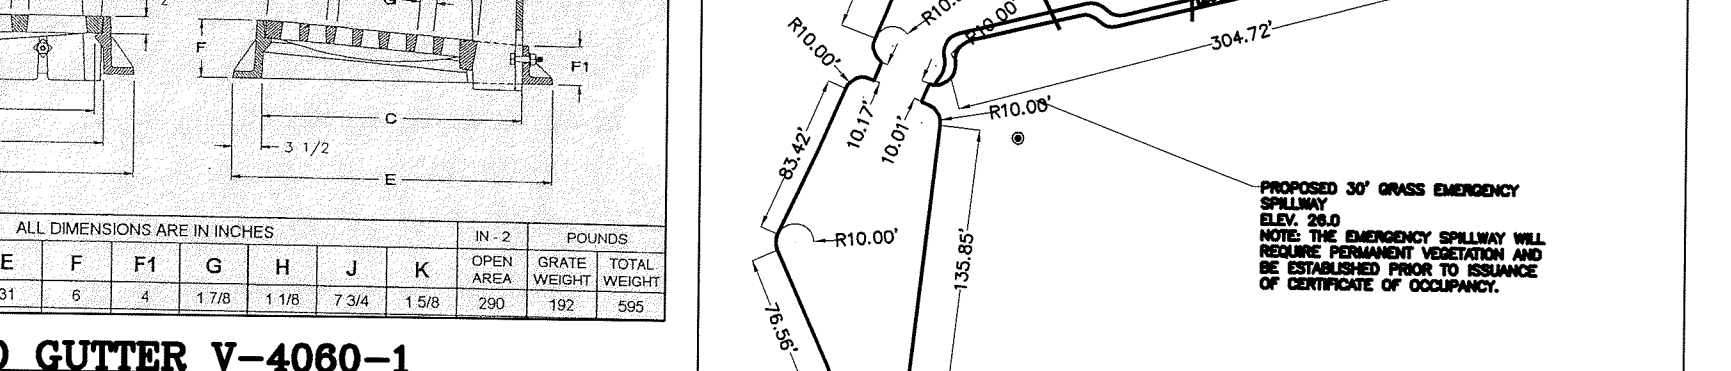 G
F
F1
C
3 1/2
E
ALL DIMENSIONS ARE IN INCHES
IN - 2
POUNDS
E
F
F1
G
H
J
K
OPEN
AREA
GRATE
WEIGHT
TOTAL
WEIGHT
31
6
4
1 7/8
1 1/8
7 3/4
1 5/8
290
192
595
GUTTER V-4060-1
R10.00'
R10.00'
304.72'
10.17'
10.01'
R10.00'
83.42'
R10.00'
135.85'
76.56'
PROPOSED 30' GRASS EMERGENCY
SPILLWAY
ELEV. 26.0
NOTE: THE EMERGENCY SPILLWAY WILL
REQUIRE PERMANENT VEGETATION AND
BE ESTABLISHED PRIOR TO ISSUANCE
OF CERTIFICATE OF OCCUPANCY.